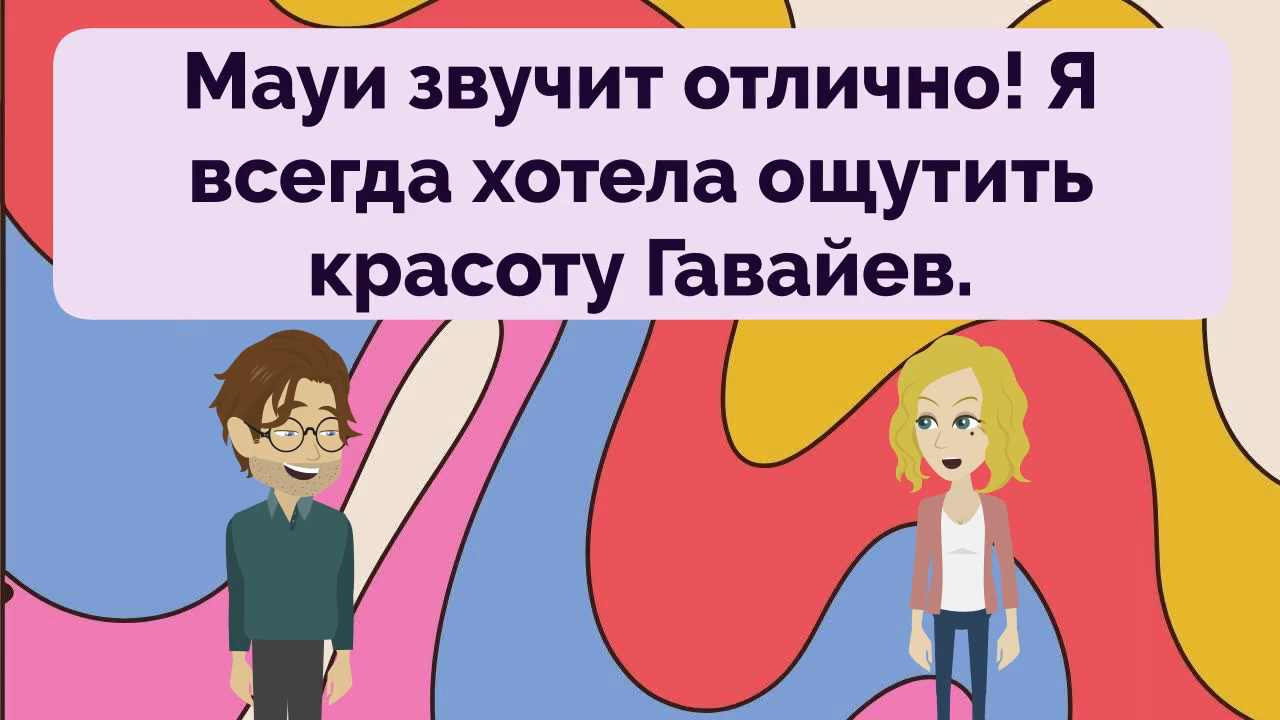 Мауи звучит отлично! Я
всегда хотела ощутить
красоту Гавайев.